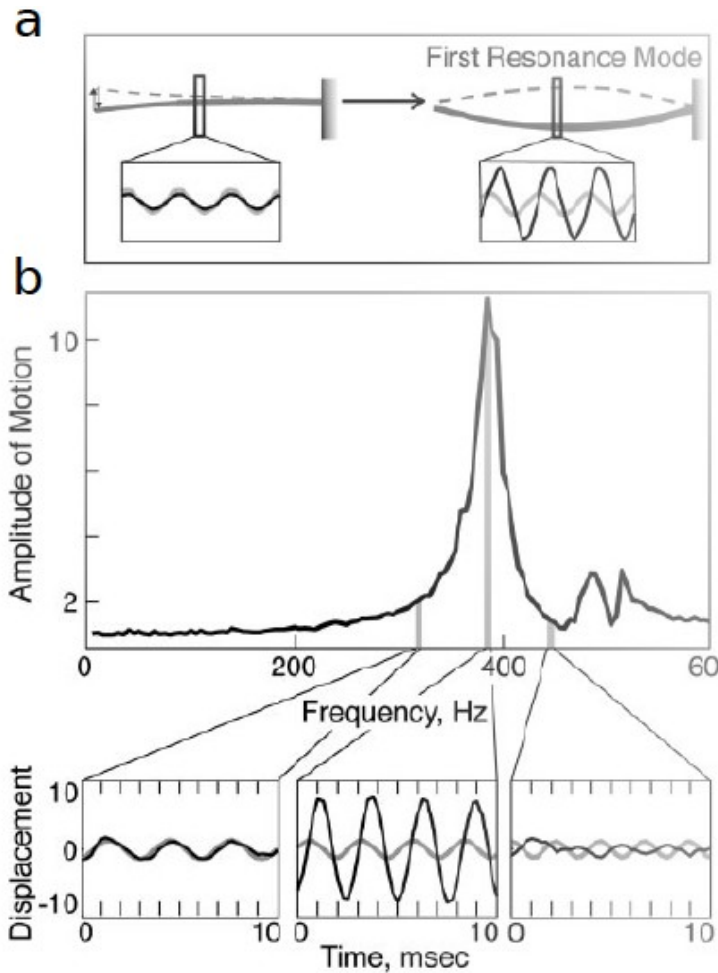 a
First Resonance Mode
b
Amplitude of Motion
10
2
0
200
400
60
Frequency, Hz
Displacement
10
0
-10
0
10
0
10
0
10
Time, msec